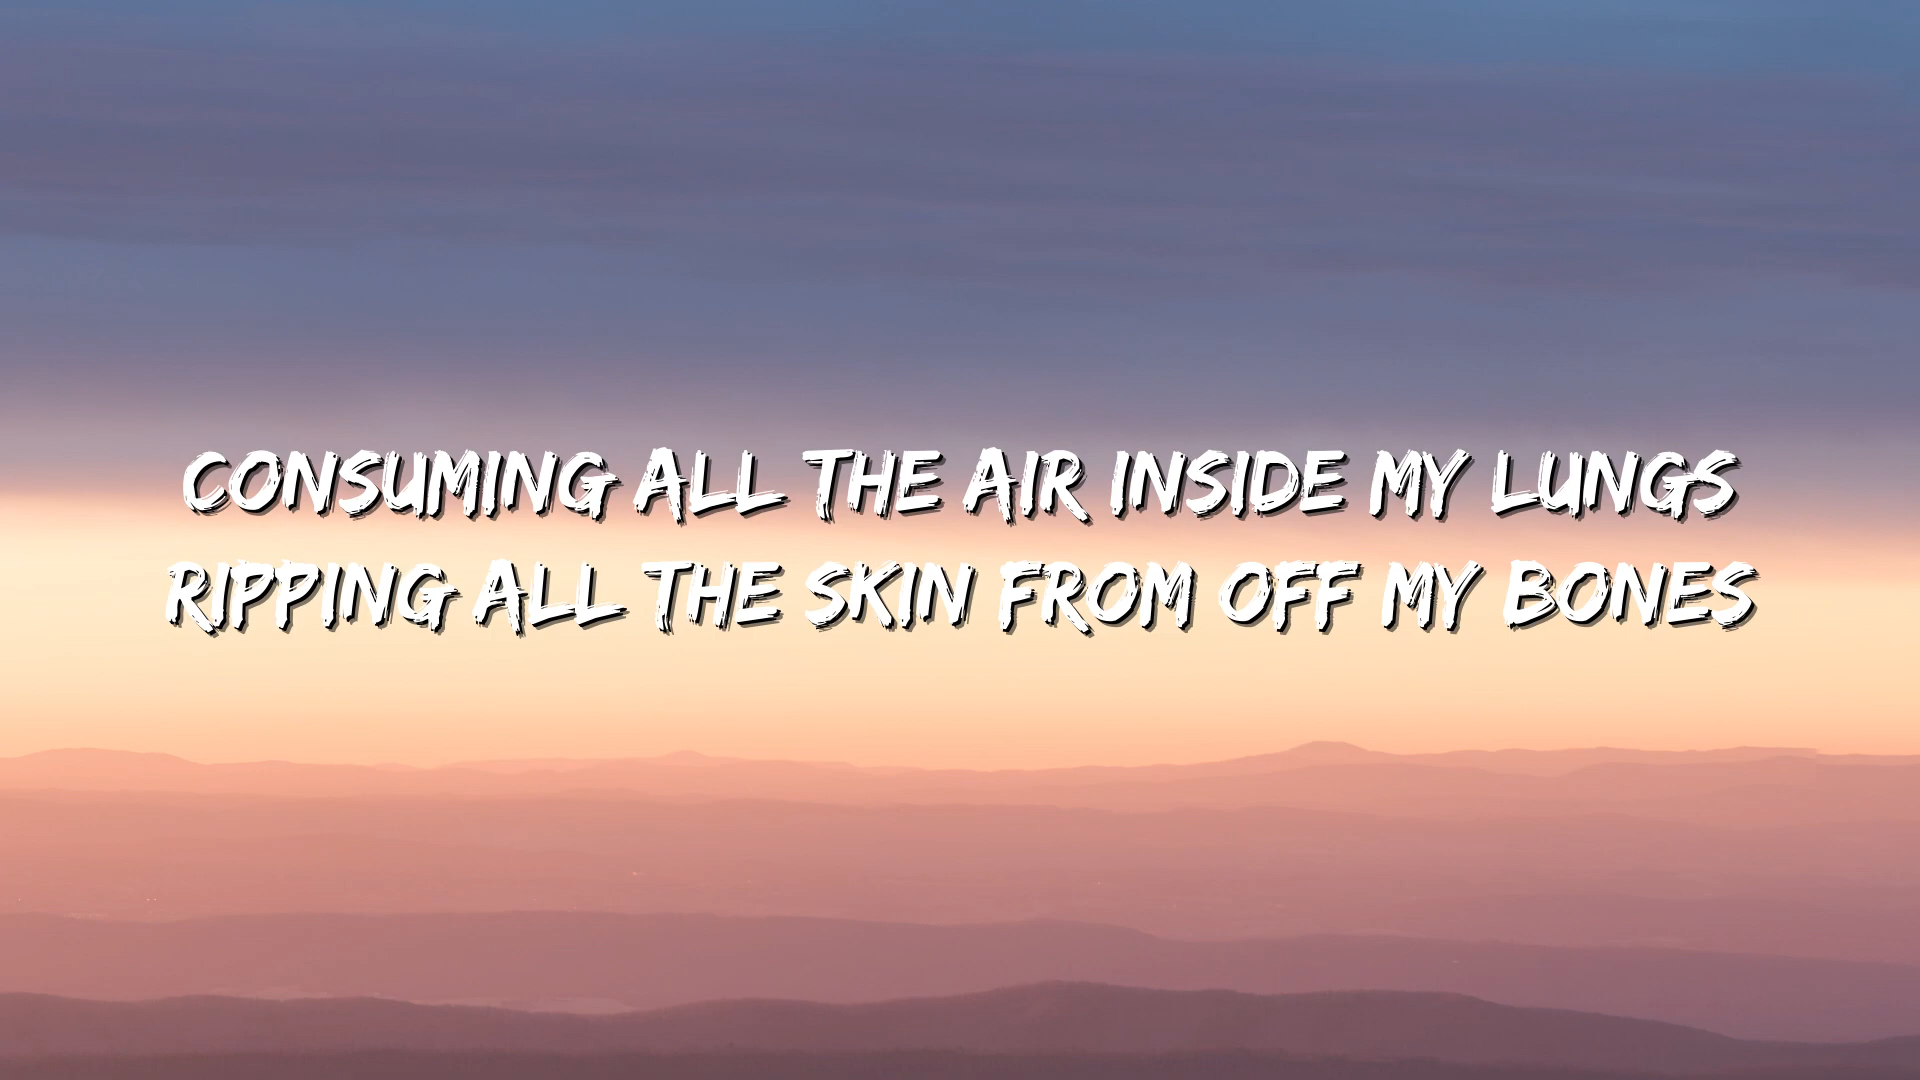 CONSUMING ALL THE AIR INSIDE MY LUNGS
RIPPING ALL THE SKIN FROM OFF MY BONES